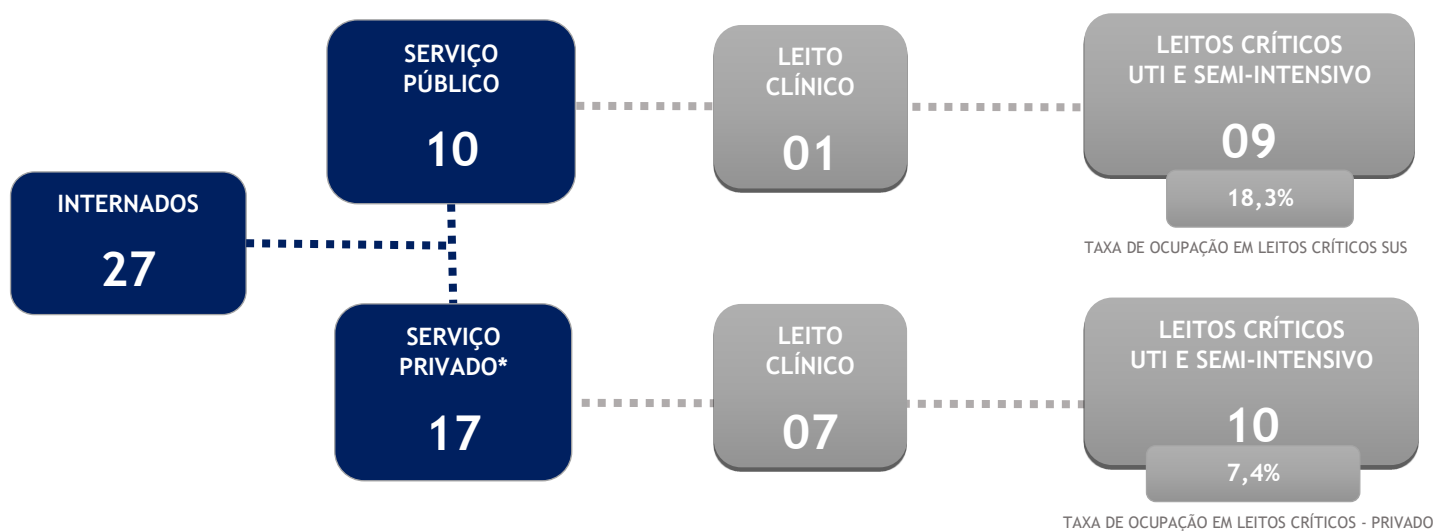 INTERNADOS
27
SERVIÇO
PÚBLICO
10
LEITO
CLÍNICO
01
LEITOS CRÍTICOS
UTI E SEMI-INTENSIVO
09
18,3%
TAXA DE OCUPAÇÃO EM LEITOS CRÍTICOS SUS
SERVIÇO
PRIVADO*
17
LEITO
CLÍNICO
07
LEITOS CRÍTICOS
UTI E SEMI-INTENSIVO
10
7,4%
TAXA DE OCUPAÇÃO EM LEITOS CRÍTICOS - PRIVADO